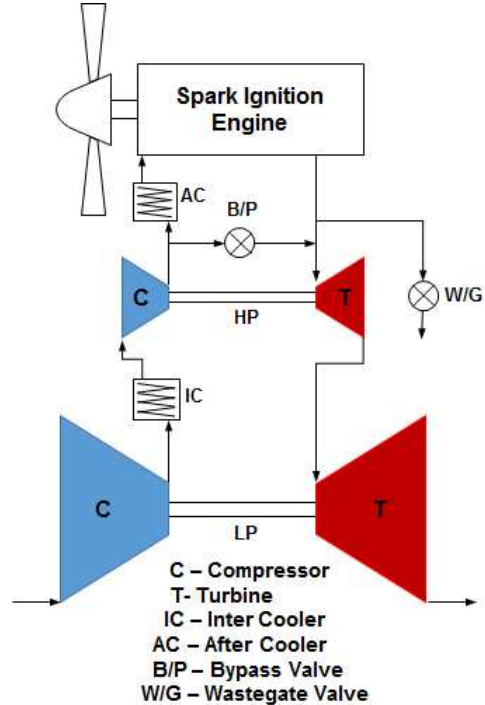 Spark Ignition
Engine
AC
B/P
C
T
W/G
HP
IC
C
T
LP
C – Compressor
T- Turbine
IC – Inter Cooler
AC – After Cooler
B/P – Bypass Valve
W/G – Wastegate Valve